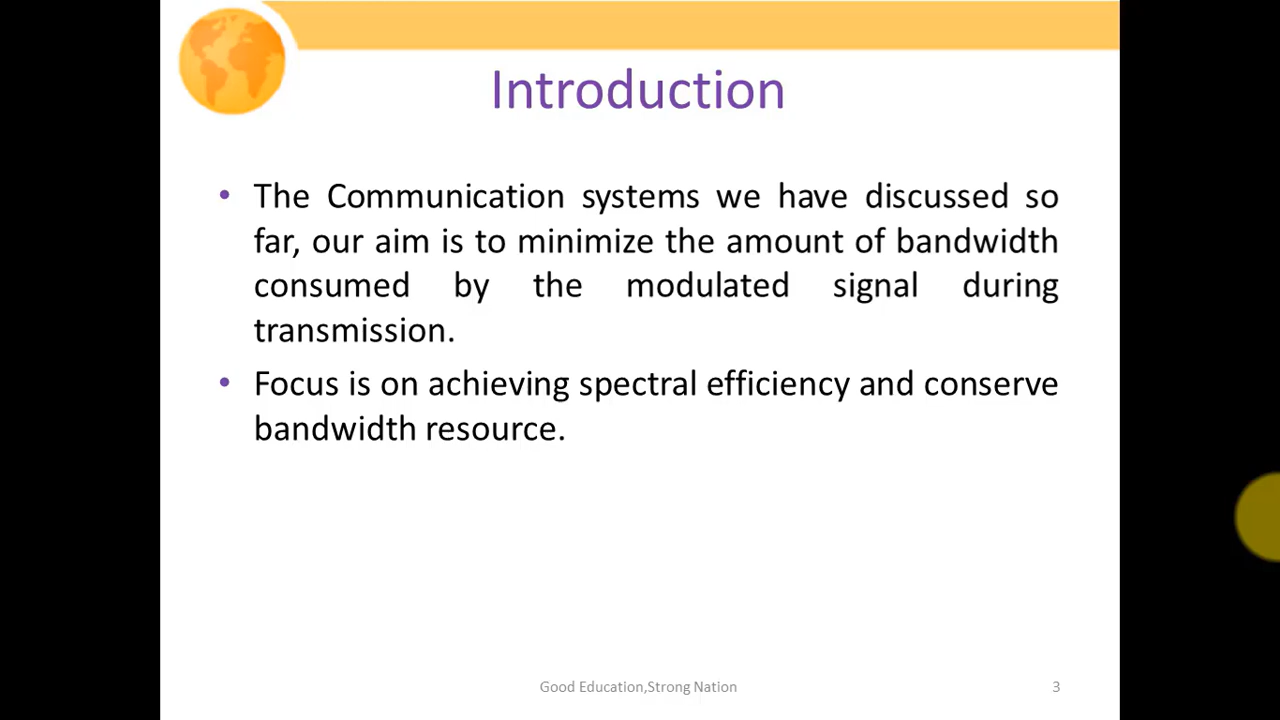 Introduction
• The Communication systems we have discussed so
far, our aim is to minimize the amount of bandwidth
consumed by the modulated signal during
transmission.
• Focus is on achieving spectral efficiency and conserve
bandwidth resource.
Good Education,Strong Nation
3